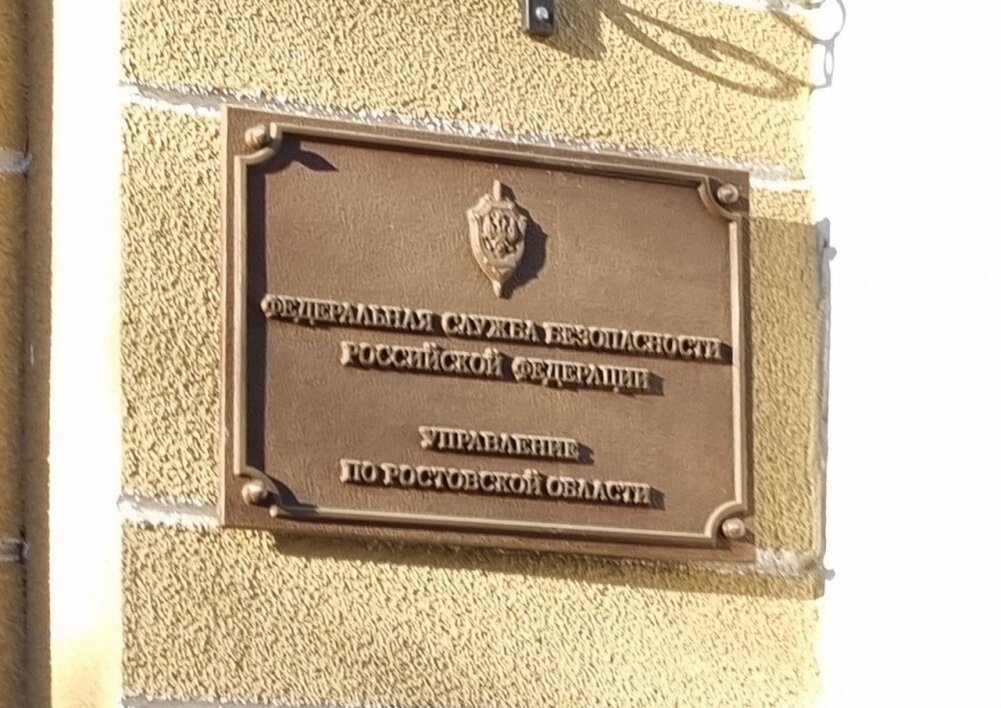 ФЕДЕРАЛЬНАЯ СЛУЖБА БЕЗОПАСНОСТИ
РОССИЙСКОЙ ФЕДЕРАЦИИ
УПРАВЛЕНИЕ
ПО РОСТОВСКОЙ ОБЛАСТИ